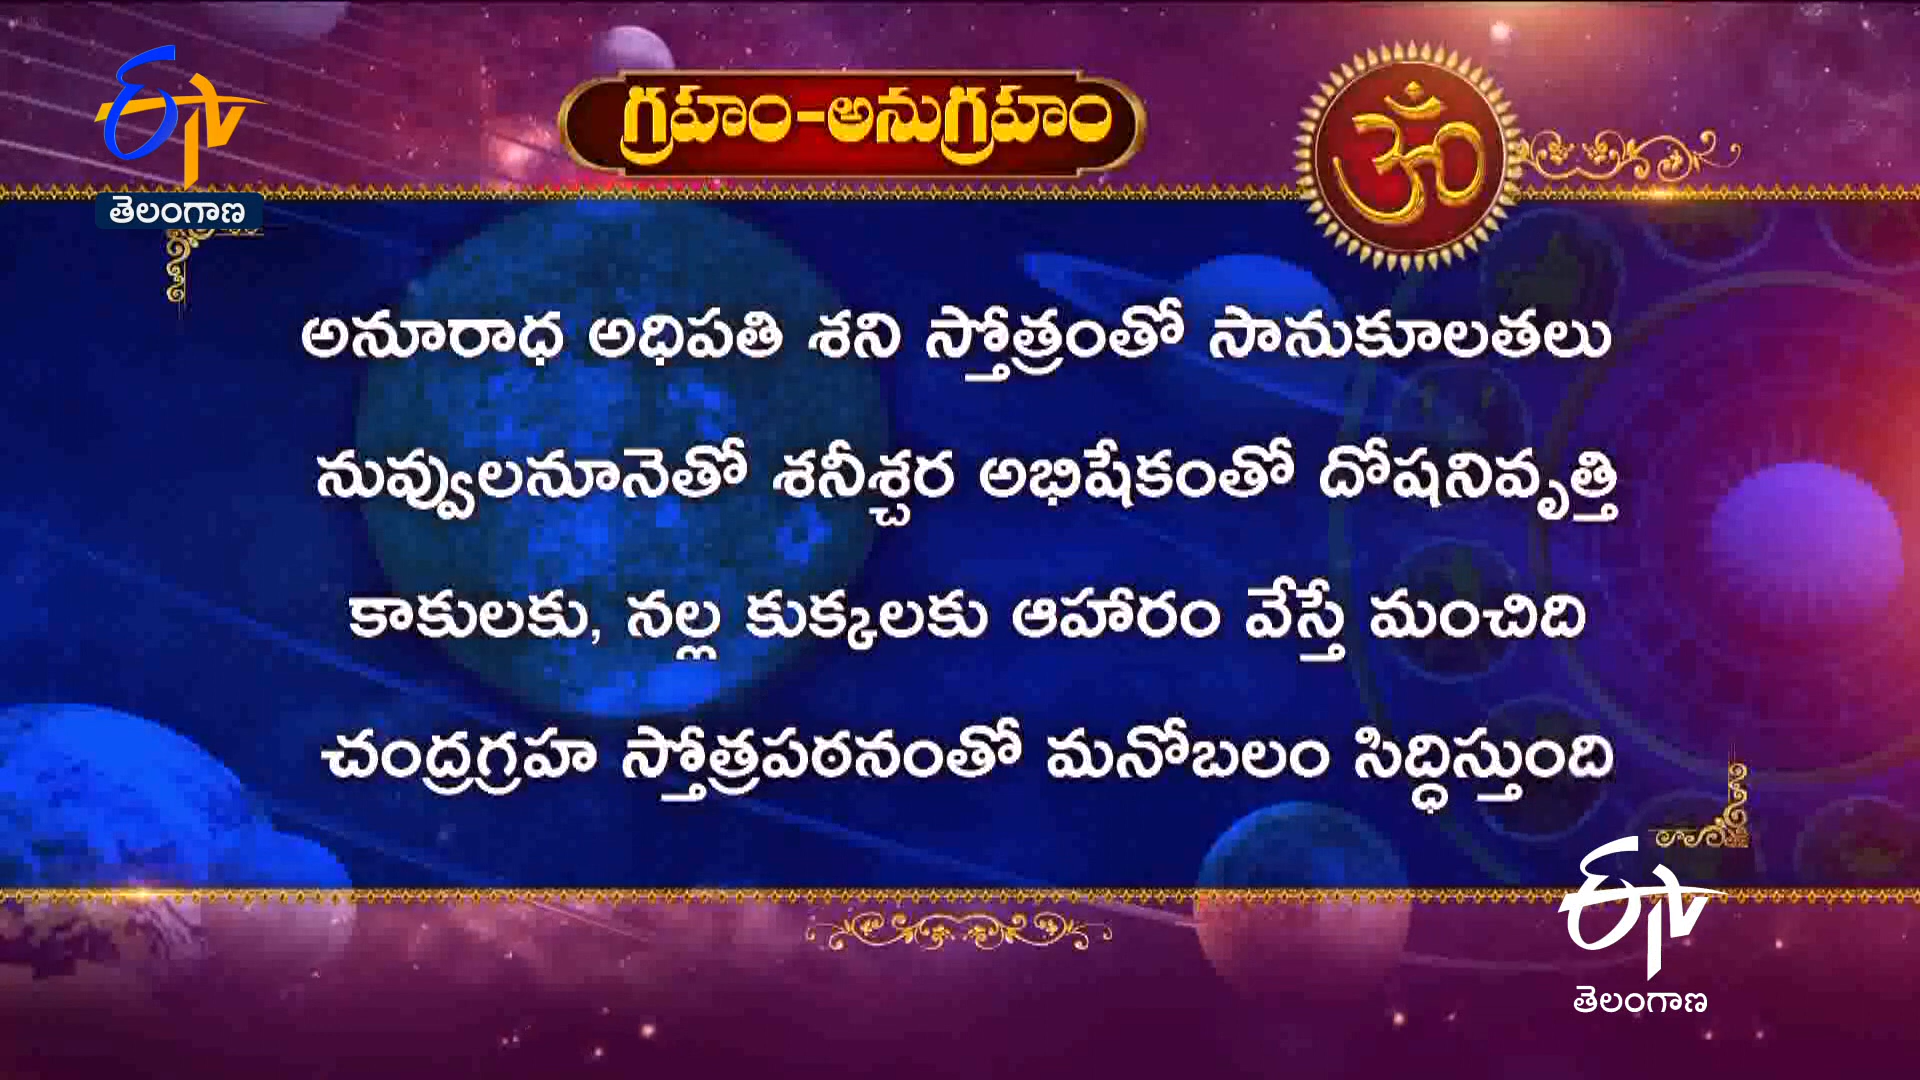 ETV
తెలంగాణ
గ్రహం-అనుగ్రహం
ॐ
అనూరాధ అధిపతి శని స్తోత్రంతో సానుకూలతలు
నువ్వులనూనెతో శనీశ్చర అభిషేకంతో దోషనివృత్తి
కాకులకు, నల్ల కుక్కలకు ఆహారం వేస్తే మంచిది
చంద్రగ్రహ స్తోత్రపఠనంతో మనోబలం సిద్ధిస్తుంది
ETV
తెలంగాణ